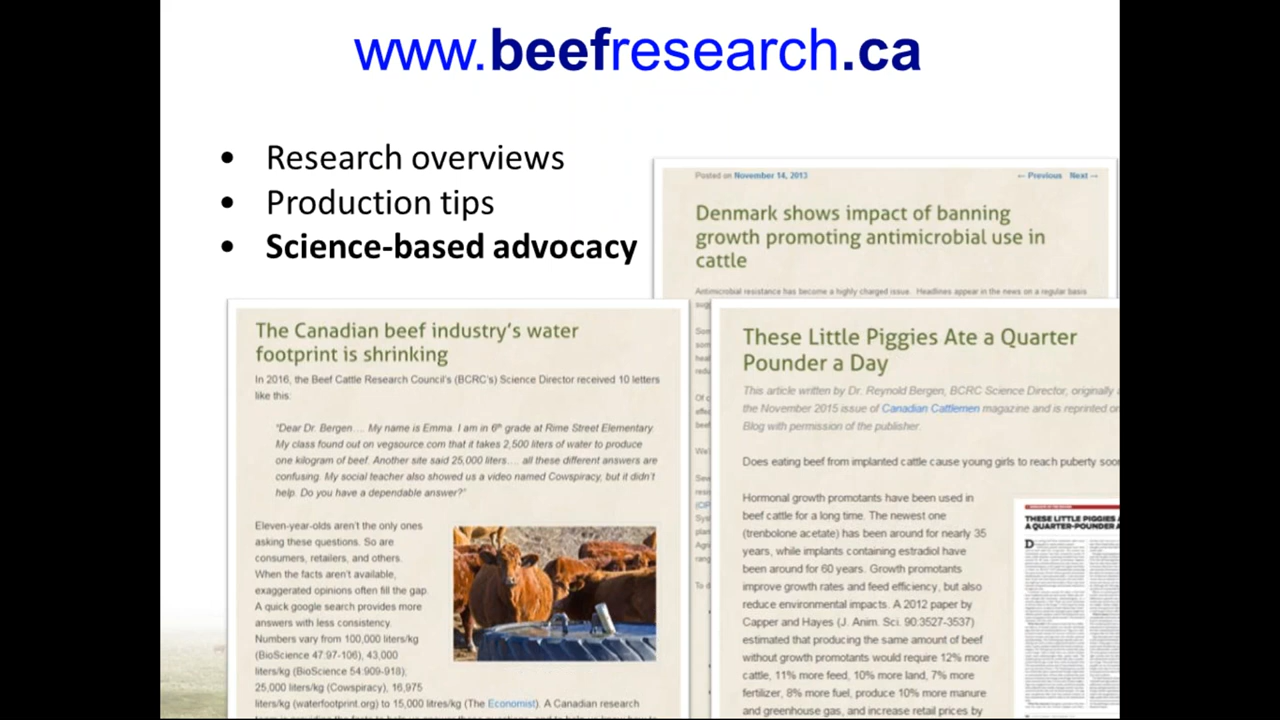 www.beefresearch.ca
• Research overviews
• Production tips
• Science-based advocacy
Posted on November 14, 2013
← Previous Next →
Denmark shows impact of banning
growth promoting antimicrobial use in
cattle
Antimicrobial resistance has become a highly charged issue. Headlines appear in the news on a regular basis
The Canadian beef industry's water
footprint is shrinking
In 2016, the Beef Cattle Research Council's (BCRC's) Science Director received 10 letters
like this:
"Dear Dr. Bergen.... My name is Emma. I am in 6th grade at Rime Street Elementary.
My class found out on vegsource.com that it takes 2,500 liters of water to produce
one kilogram of beef. Another site said 25,000 liters.... all these different answers are
confusing. My social teacher also showed us a video named Cowspiracy, but it didn't
help. Do you have a dependable answer?"
Eleven-year-olds aren't the only ones
asking these questions. So are
consumers, retailers, and others.
When the facts aren't available,
exaggerated opinions often fill the gap.
A quick google search provides more
answers with less consistency.
Numbers vary from 100,000 liters/kg
(BioScience 47:97-106), 43,000
liters/kg (BioScience 54:909-918),
25,000 liters/kg (Cowspiracy), 16,975
liters/kg (waterfootprint.org) to 15,000 litres/kg (The Economist). A Canadian research
These Little Piggies Ate a Quarter
Pounder a Day
This article written by Dr. Reynold Bergen, BCRC Science Director, originally
the November 2015 issue of Canadian Cattlemen magazine and is reprinted on
Blog with permission of the publisher.
Does eating beef from implanted cattle cause young girls to reach puberty
Hormonal growth promotants have been used in
beef cattle for a long time. The newest one
(trenbolone acetate) has been around for nearly 35
years, while implants containing estradiol have
been around for 60 years. Growth promotants
improve growth rates and feed efficiency, but also
reduce environmental impacts. A 2012 paper by
Capper and Hayes (J. Anim. Sci. 90:3527-3537)
estimated that producing the same amount of beef
without growth promotants would require 12% more
cattle, 11% more feed, 10% more land, 7% more
fertilizer, 8% more fuel, produce 10% more manure
and greenhouse gas, and increase retail prices by
THESE LITTLE PIGGIES
A QUARTER-POUNDER